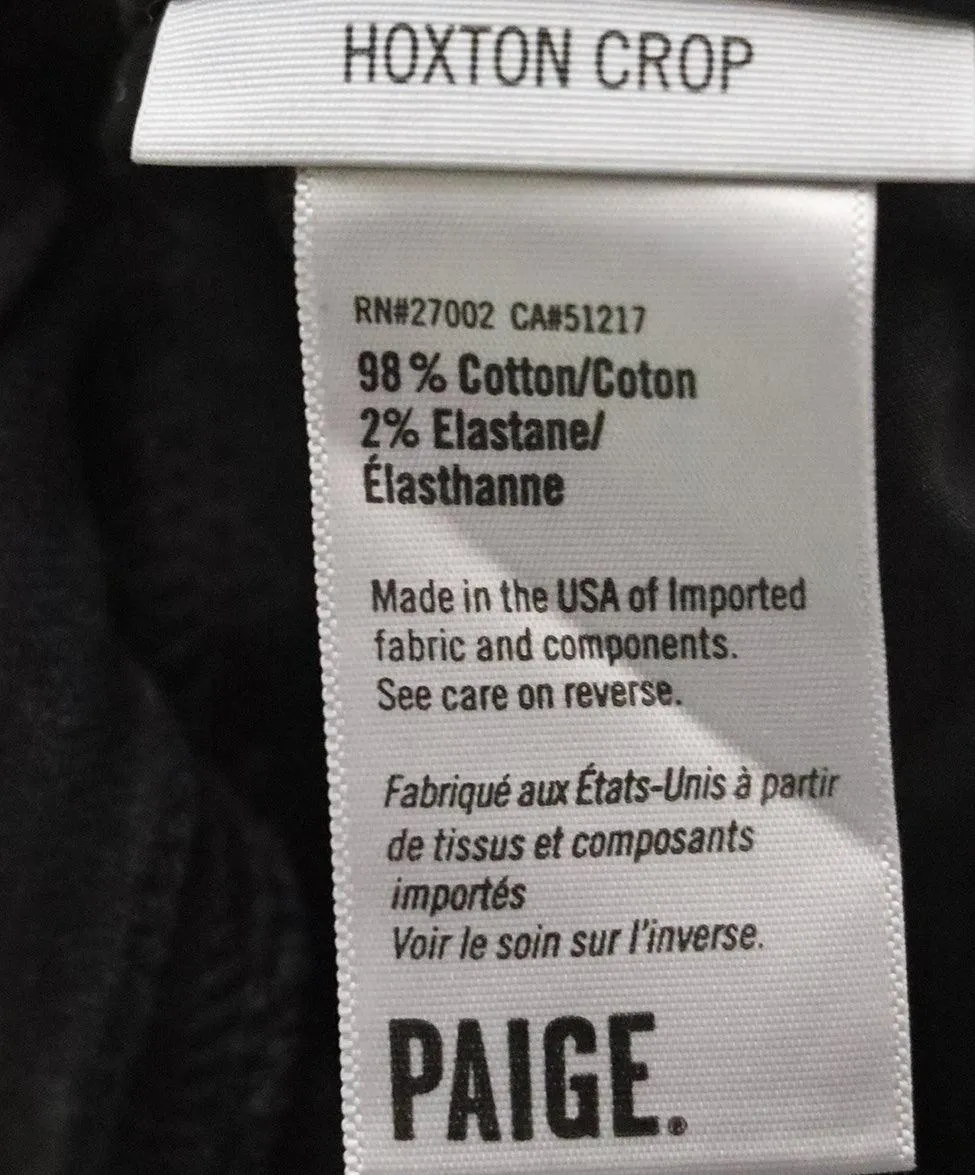 HOXTON CROP
RN#27002 CA#51217
98% Cotton/Coton
2% Elastane/
Élasthanne
Made in the USA of Imported
fabric and components.
See care on reverse.
Fabriqué aux États-Unis à partir
de tissus et composants
importés
Voir le soin sur l'inverse.
PAIGE.®